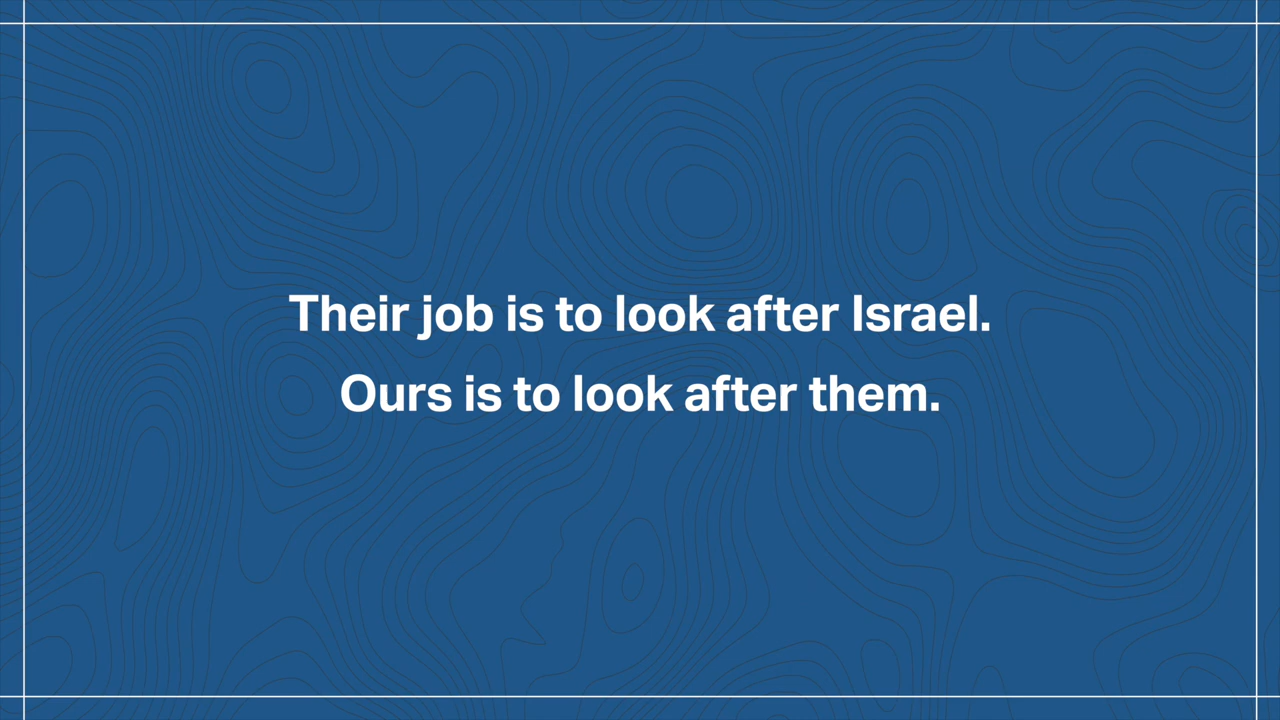 Their job is to look after Israel.
Ours is to look after them.